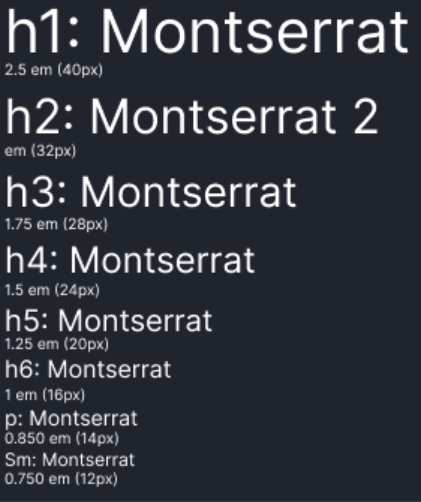 h1: Montserrat
2.5 em (40px)
h2: Montserrat 2
em (32px)
h3: Montserrat
1.75 em (28px)
h4: Montserrat
1.5 em (24px)
h5: Montserrat
1.25 em (20px)
h6: Montserrat
1 em (16px)
p: Montserrat
0.850 em (14px)
Sm: Montserrat
0.750 em (12px)